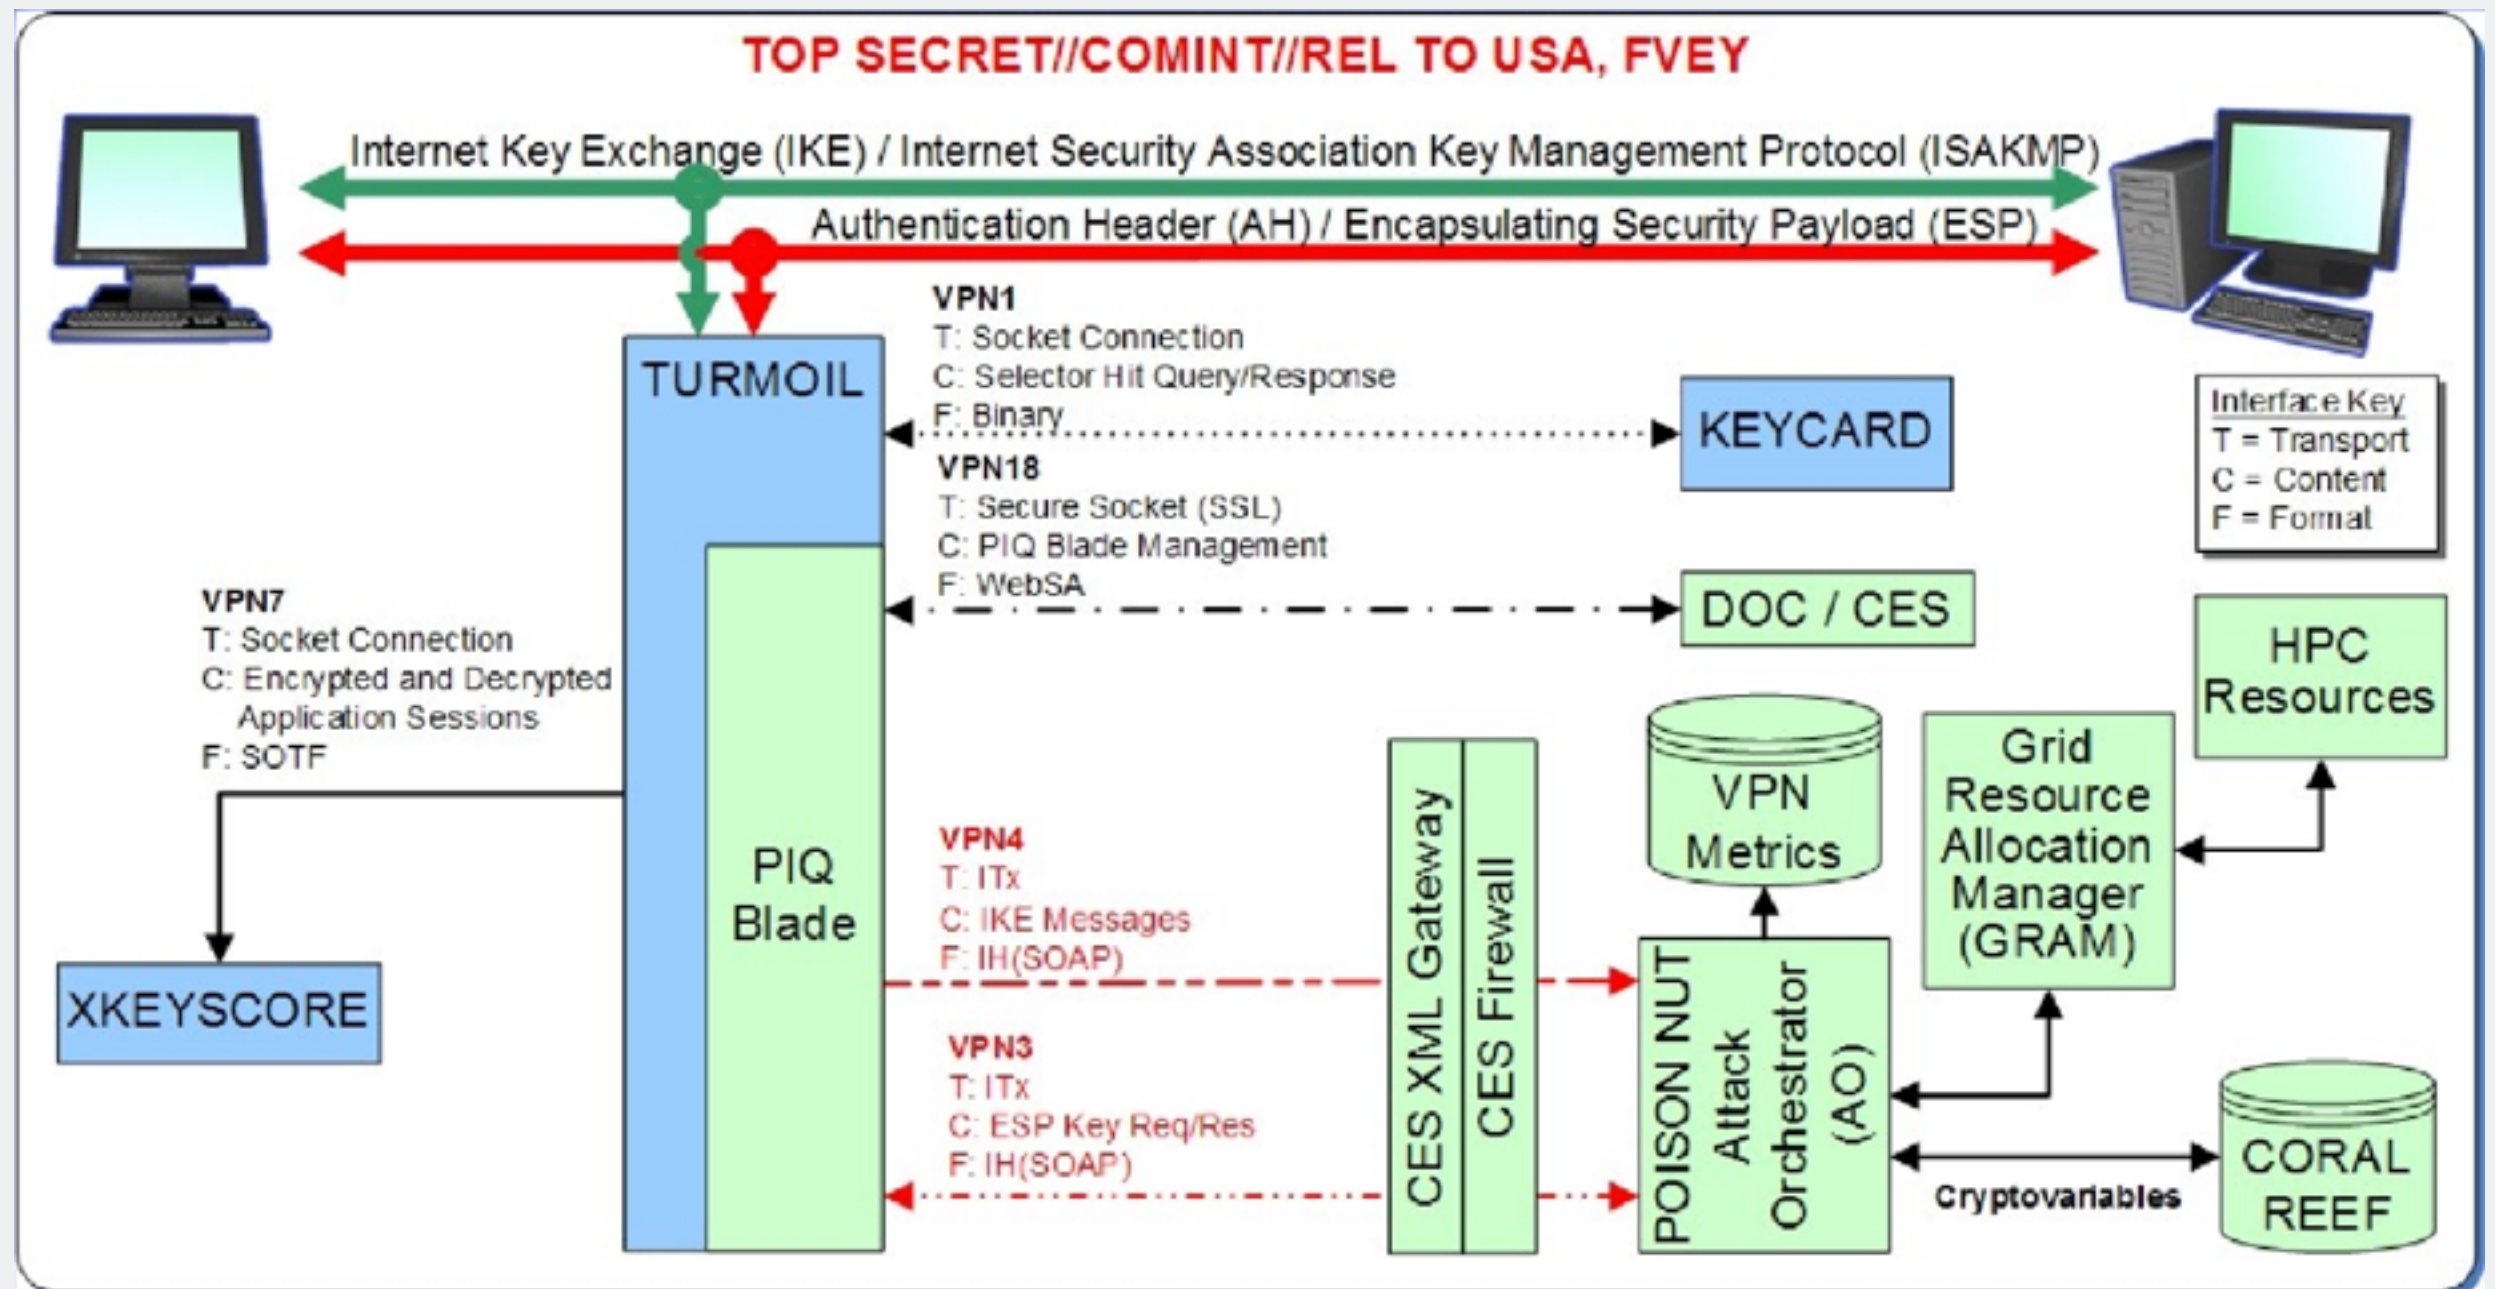 TOP SECRET//COMINT//REL TO USA, FVEY
Internet Key Exchange (IKE) / Internet Security Association Key Management Protocol (ISAKMP)
Authentication Header (AH) / Encapsulating Security Payload (ESP)
VPN1
T: Socket Connection
C: Selector Hit Query/Response
F: Binary
TURMOIL
KEYCARD
Interface Key
T = Transport
C = Content
F = Format
VPN18
T: Secure Socket (SSL)
C: PIQ Blade Management
F: WebSA
DOC / CES
VPN7
T: Socket Connection
C: Encrypted and Decrypted
Application Sessions
F: SOTF
HPC
Resources
Grid
Resource
Allocation
Manager
(GRAM)
VPN
Metrics
PIQ
Blade
VPN4
T: ITx
C: IKE Messages
F: IH(SOAP)
CES XML Gateway
CES Firewall
XKEYSCORE
VPN3
T: ITx
C: ESP Key Req/Res
F: IH(SOAP)
POISON NUT
Attack
Orchestrator
(AO)
Cryptovariables
CORAL
REEF